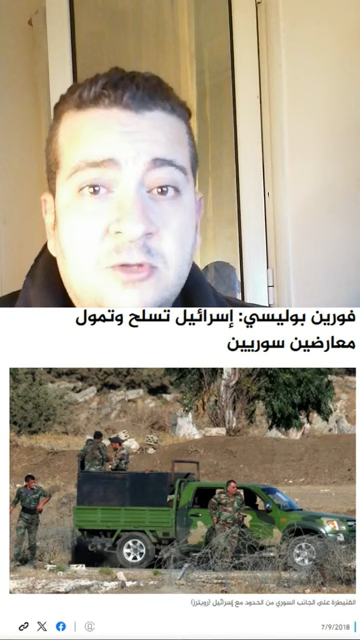 فورين بوليسي: إسرائيل تسلح وتمول
معارضين سوريين
القنيطرة على الجانب السوري من الحدود مع إسرائيل (رويترز)
7/9/2018